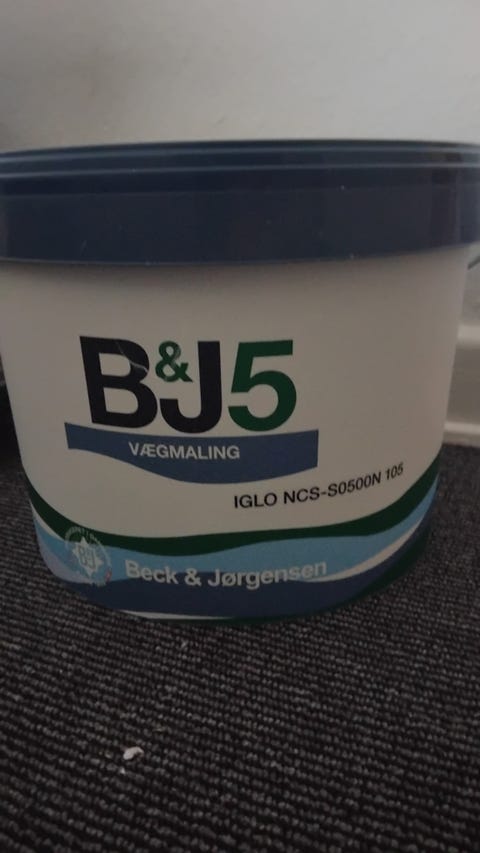 B&J5
VÆGMALING
IGLO NCS-S0500N 105
B&J
Beck & Jørgensen